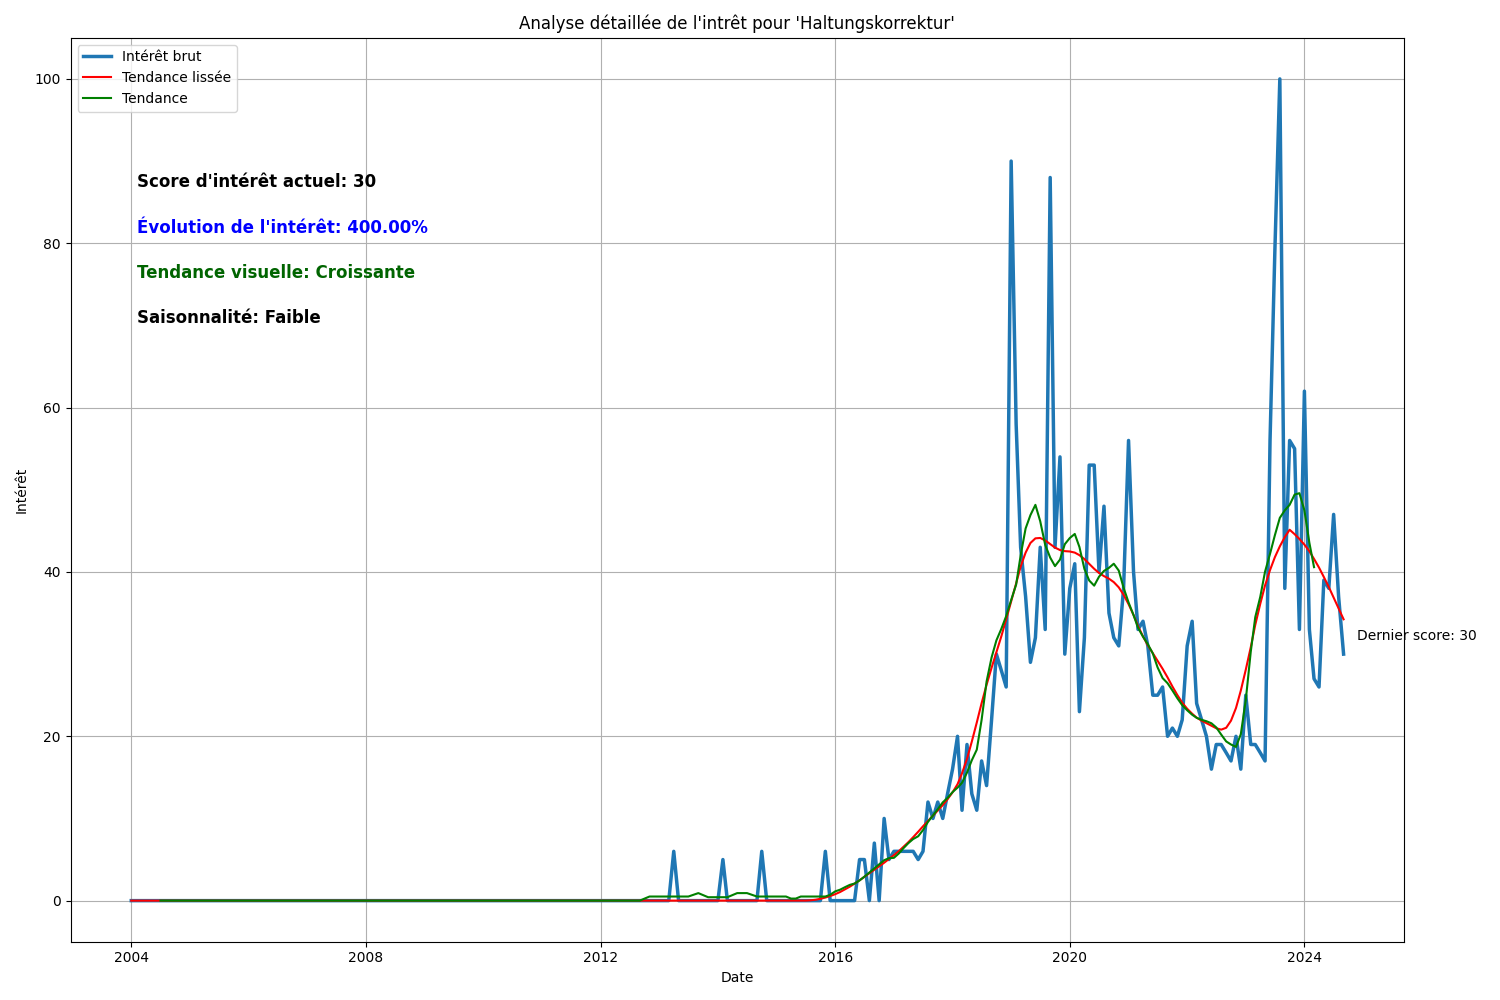 Analyse détaillée de l'intrêt pour 'Haltungskorrektur'
Intérêt brut
Tendance lissée
Tendance
Score d'intérêt actuel: 30
Évolution de l'intérêt: 400.00%
Tendance visuelle: Croissante
Saisonnalité: Faible
Dernier score: 30
Intérêt
100
80
60
40
20
0
2004
2008
2012
2016
2020
2024
Date